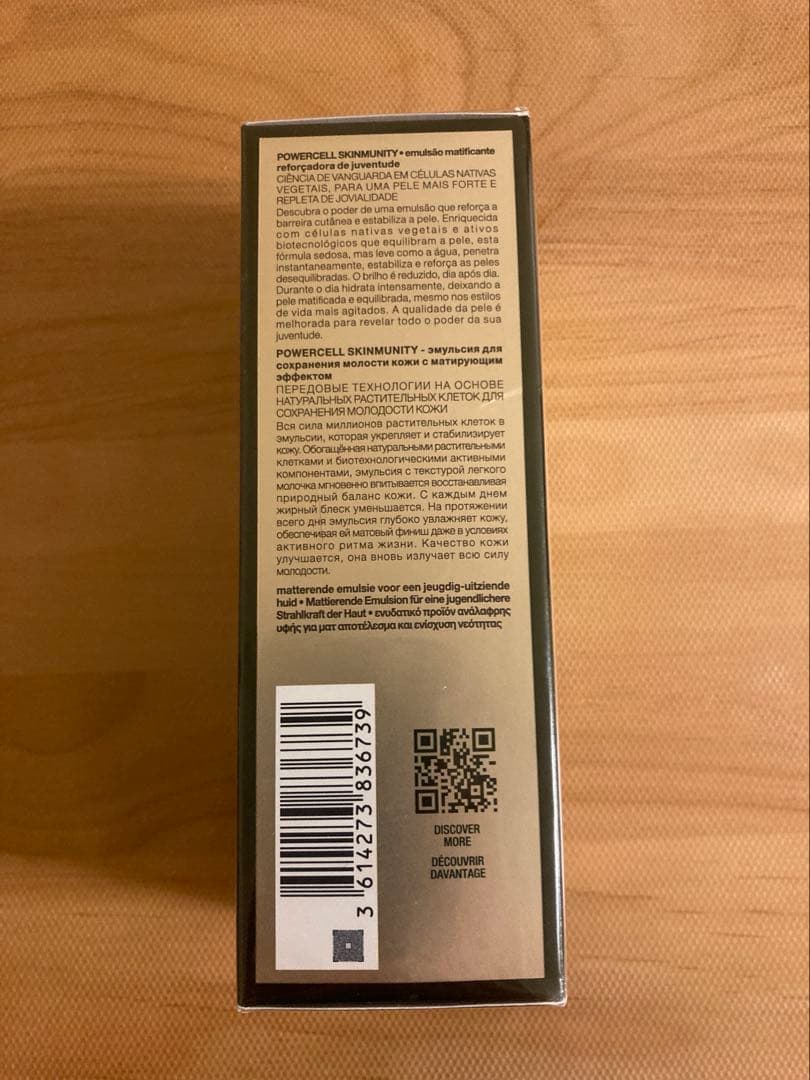 POWERCELL SKINMUNITY • emulsão matificante
reforçadora de juventude
CIÊNCIA DE VANGUARDA EM CÉLULAS NATIVAS
VEGETAIS, PARA UMA PELE MAIS FORTE E
REPLETA DE JOVIALIDADE
Descubra o poder de uma emulsão que reforça a
barreira cutânea e estabiliza a pele. Enriquecida
com células nativas vegetais e ativos
biotecnológicos que equilibram a pele, esta
fórmula sedosa, mas leve como a água, penetra
instantaneamente, estabiliza e reforça as peles
desequilibradas. O brilho é reduzido, dia após dia.
Durante o dia hidrata intensamente, deixando a
pele matificada e equilibrada, mesmo nos estilos
de vida mais agitados. A qualidade da pele é
melhorada para revelar todo o poder da sua
juventude.
POWERCELL SKINMUNITY - эмульсия для
сохранения молости кожи с матирующим
эффектом
ПЕРЕДОВЫЕ ТЕХНОЛОГИИ НА ОСНОВЕ
НАТУРАЛЬНЫХ РАСТИТЕЛЬНЫХ КЛЕТОК ДЛЯ
СОХРАНЕНИЯ МОЛОДОСТИ КОЖИ
Вся сила миллионов растительных клеток в
эмульсии, которая укрепляет и стабилизирует
кожу. Обогащённая натуральными растительными
клетками и биотехнологическими активными
компонентами, эмульсия с текстурой легкого
молочка мгновенно впитывается восстанавливая
природный баланс кожи. С каждым днем
жирный блеск уменьшается. На протяжении
всего дня эмульсия глубоко увлажняет кожу,
обеспечивая ей матовый финиш даже в условиях
активного ритма жизни. Качество кожи
улучшается, она вновь излучает всю силу
молодости.
matterende emulsie voor een jeugdig-uitziende
huid • Mattierende Emulsion für eine jugendlichere
Strahlkraft der Haut • ενυδατικό προϊόν ανάλαφρης
υφής για ματ αποτέλεσμα και ενίσχυση νεότητας
3 614273 836739
DISCOVER
MORE
DÉCOUVRIR
DAVANTAGE